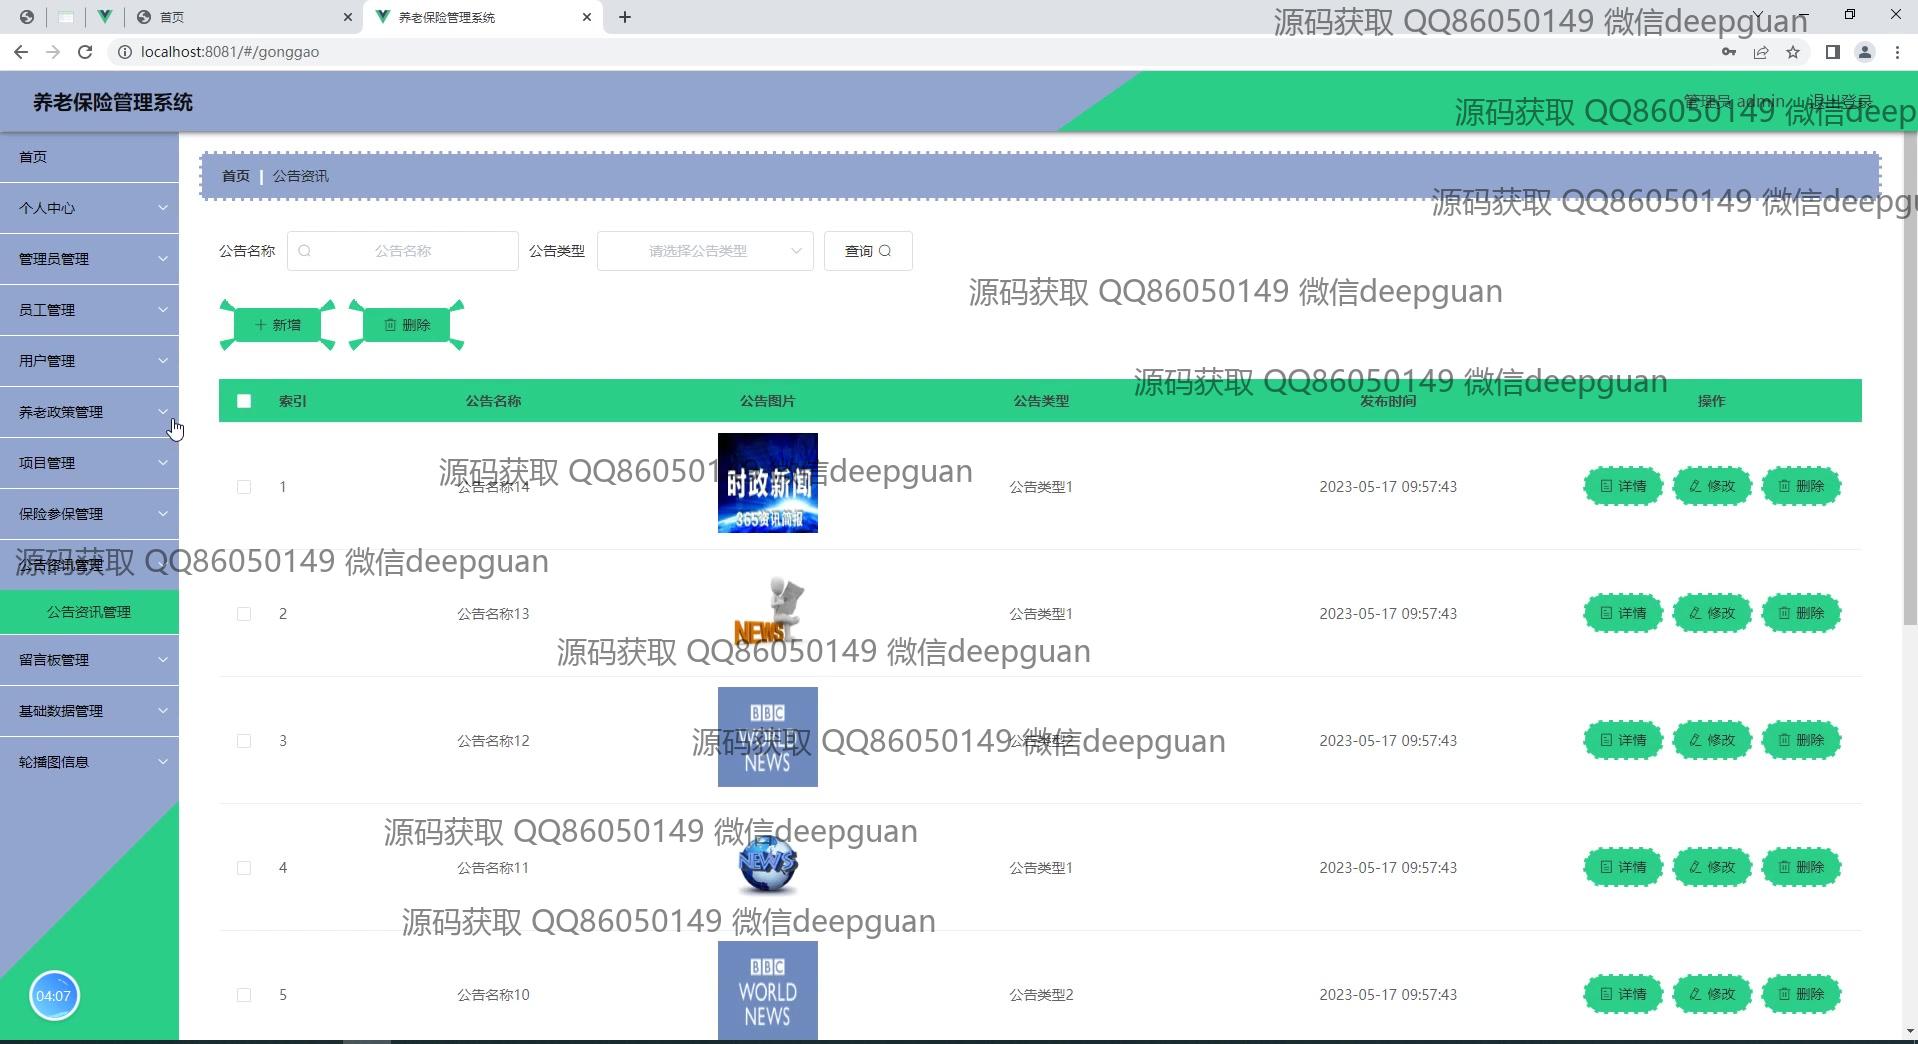 首页
养老保险管理系统
源码获取 QQ86050149 微信deepguan
localhost:8081/#/gonggao
养老保险管理系统
管理员 admin
退出登录
源码获取 QQ86050149 微信deep
首页
首页 | 公告资讯
个人中心
源码获取 QQ86050149 微信deepgu
管理员管理
公告名称 公告名称 公告类型 请选择公告类型 查询
源码获取 QQ86050149 微信deepguan
员工管理
新增 删除
用户管理
源码获取 QQ86050149 微信deepguan
养老政策管理
索引 公告名称 公告图片 公告类型 发布时间 操作
项目管理
源码获取 QQ86050149 微信deepguan
时政新闻
365资讯简报
1 公告名称14 公告类型1 2023-05-17 09:57:43 详情 修改 删除
保险参保管理
公告资讯管理
源码获取 QQ86050149 微信deepguan
公告资讯管理
2 公告名称13 公告类型1 2023-05-17 09:57:43 详情 修改 删除
NEWS
源码获取 QQ86050149 微信deepguan
留言板管理
基础数据管理
BBC
WORLD
NEWS
3 公告名称12 公告类型2 2023-05-17 09:57:43 详情 修改 删除
源码获取 QQ86050149 微信deepguan
轮播图信息
源码获取 QQ86050149 微信deepguan
NEWS
4 公告名称11 公告类型1 2023-05-17 09:57:43 详情 修改 删除
源码获取 QQ86050149 微信deepguan
BBC
WORLD
NEWS
5 公告名称10 公告类型2 2023-05-17 09:57:43 详情 修改 删除
04:07